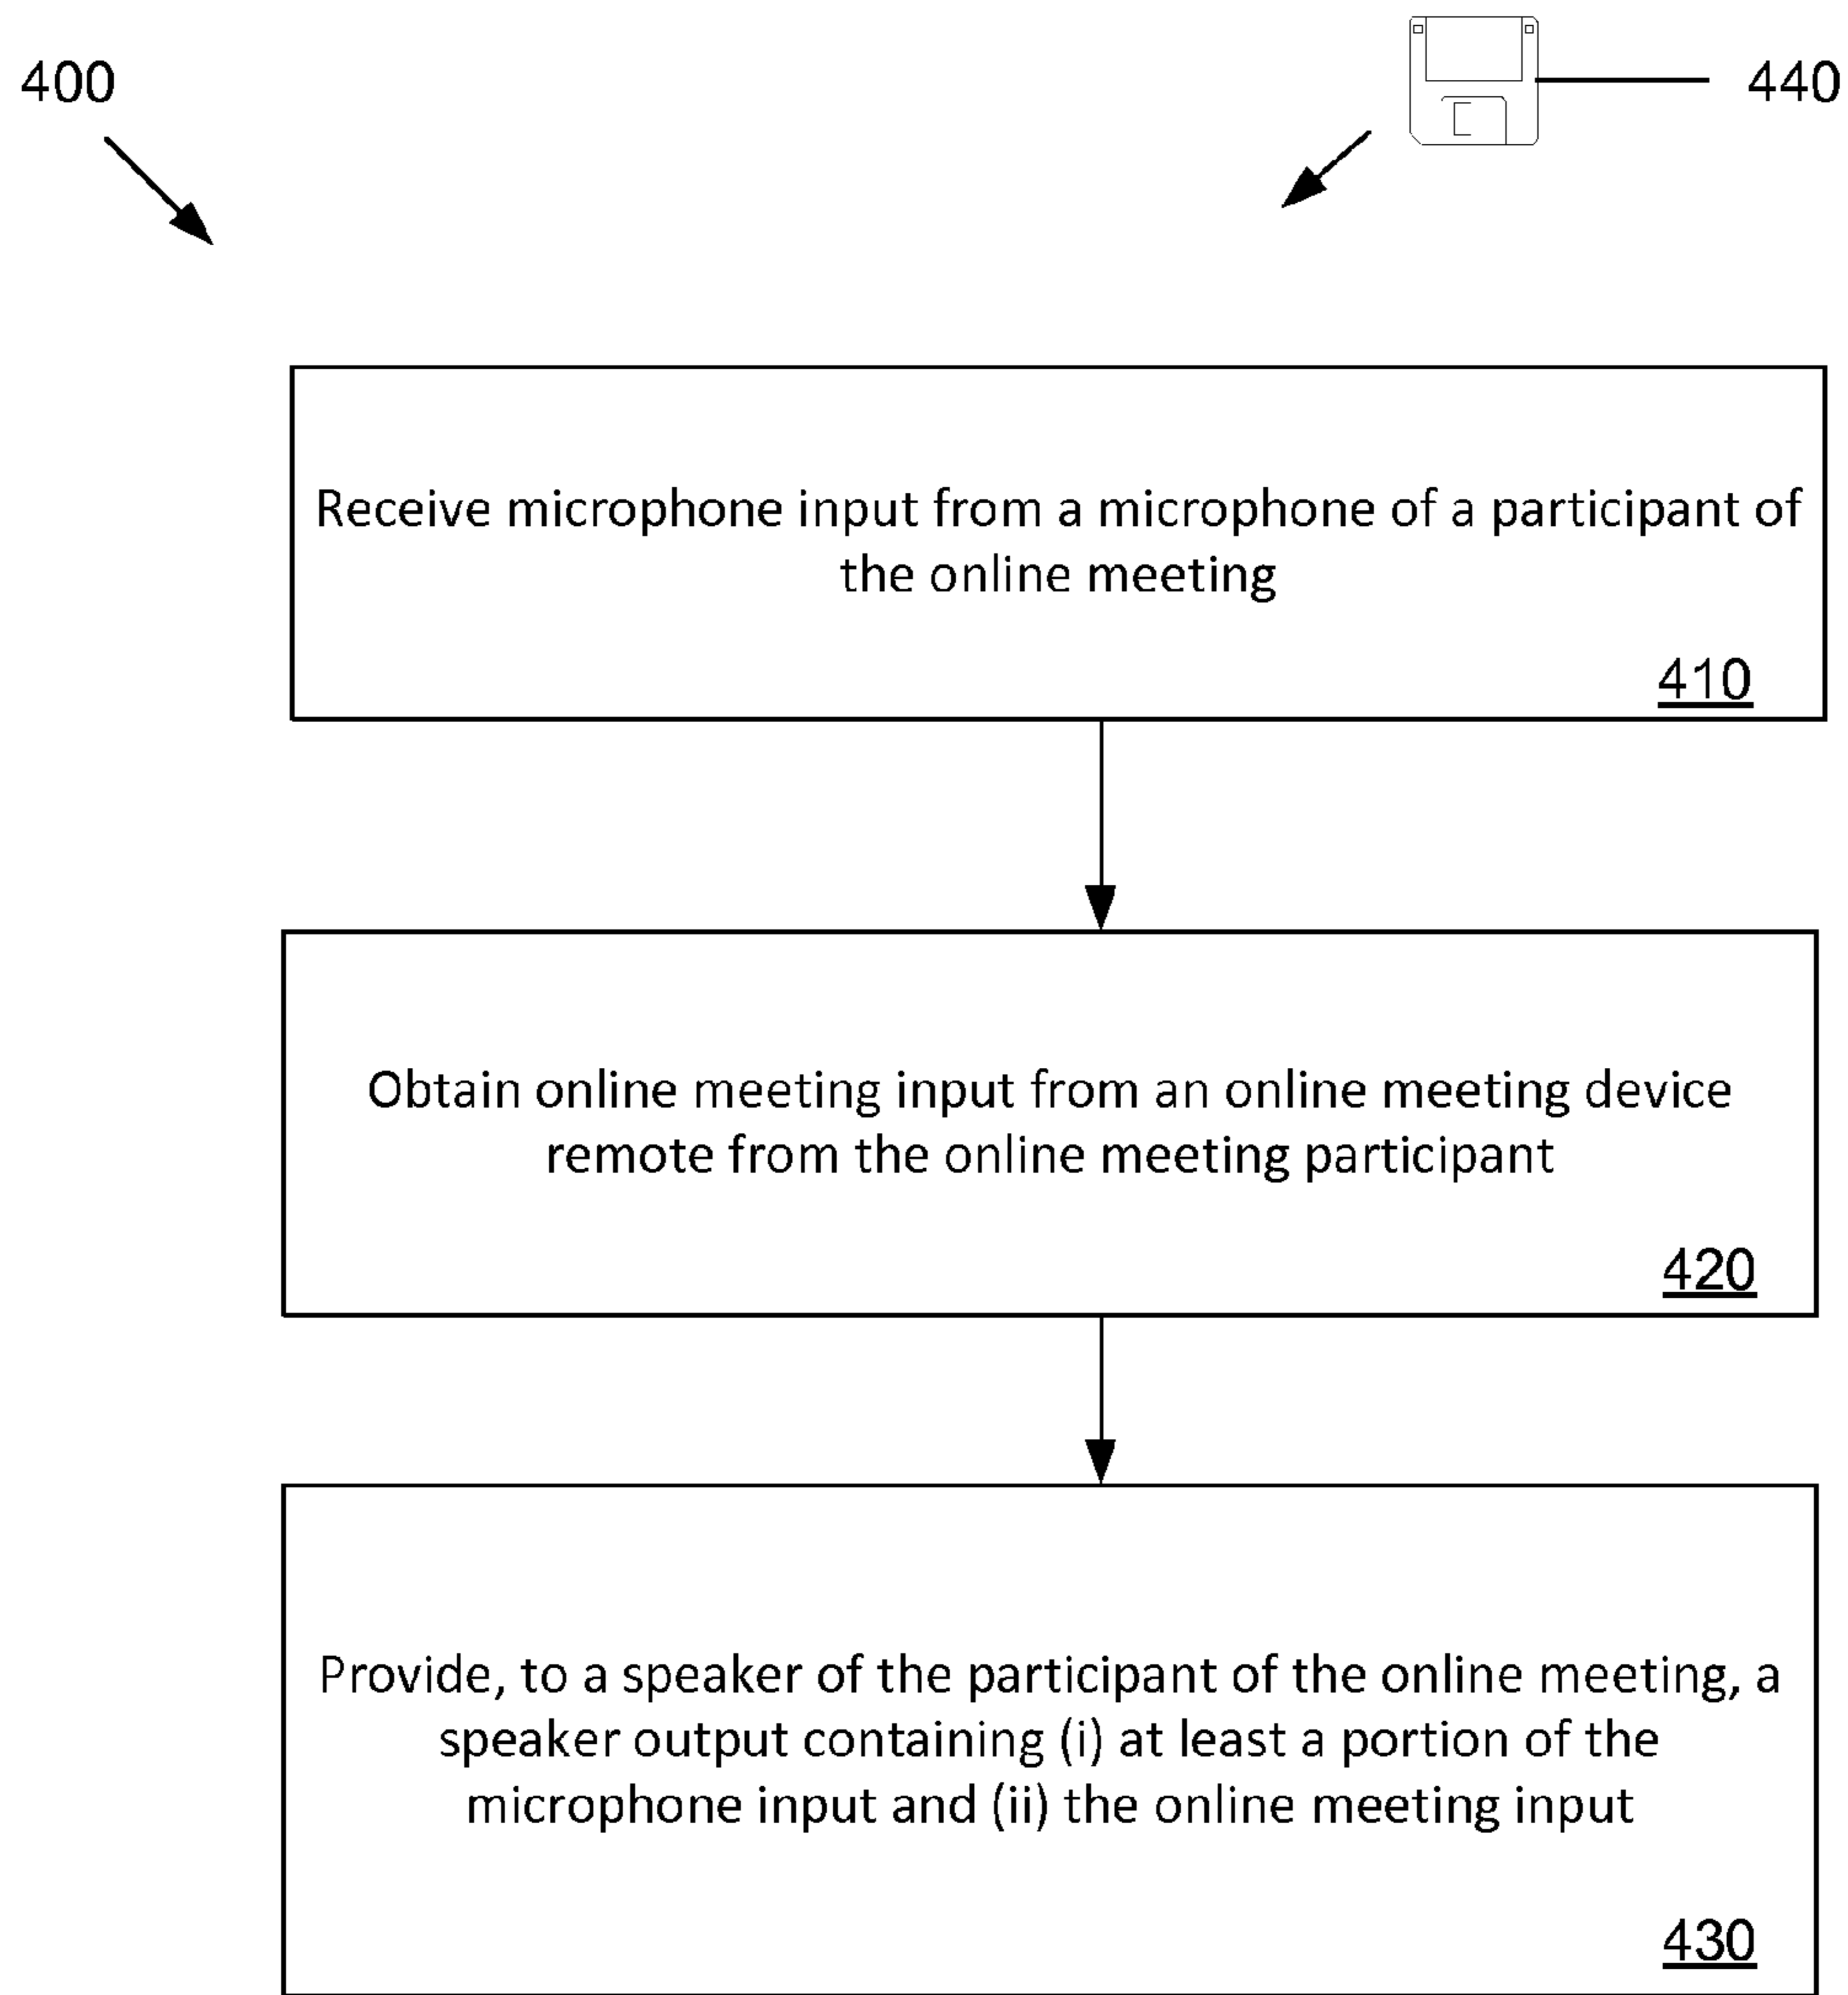 400
440
Receive microphone input from a microphone of a participant of
the online meeting
410
Obtain online meeting input from an online meeting device
remote from the online meeting participant
420
Provide, to a speaker of the participant of the online meeting, a
speaker output containing (i) at least a portion of the
microphone input and (ii) the online meeting input
430